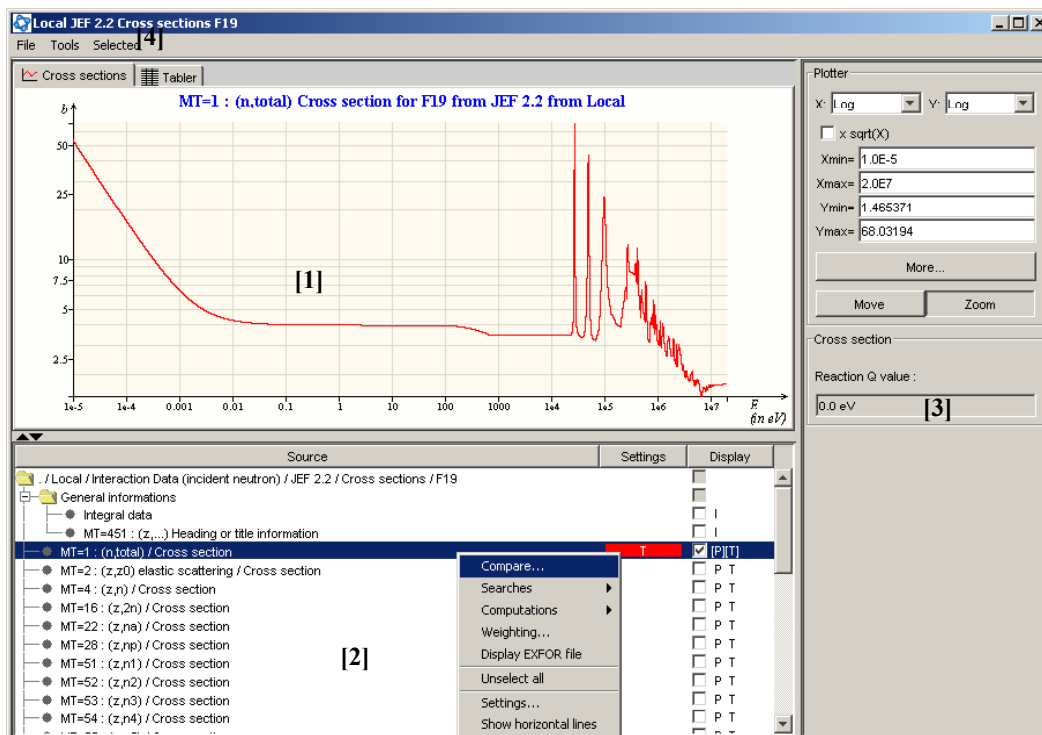 Local JEF 2.2 Cross sections F19
File Tools Selected [4]
Cross sections Tabler
MT=1 : (n,total) Cross section for F19 from JEF 2.2 from Local
б
50
25
10
7.5
5
2.5
1e-5 1e-4 0.001 0.01 0.1 1 10 100 1000 1e4 1e5 1e6 1e7 E
(in eV)
[1]
Plotter
X: Log Y: Log
x sqrt(X)
Xmin= 1.0E-5
Xmax= 2.0E7
Ymin= 1.465371
Ymax= 68.03194
More...
Move Zoom
Cross section
Reaction Q value :
0.0 eV [3]
Source Settings Display
. / Local / Interaction Data (incident neutron) / JEF 2.2 / Cross sections / F19
General informations
Integral data I
MT=451 : (z,...) Heading or title information I
MT=1 : (n,total) / Cross section T [P][T]
MT=2 : (z,z0) elastic scattering / Cross section P T
MT=4 : (z,n) / Cross section P T
MT=16 : (z,2n) / Cross section P T
MT=22 : (z,na) / Cross section P T
MT=28 : (z,np) / Cross section P T
MT=51 : (z,n1) / Cross section P T
MT=52 : (z,n2) / Cross section P T
MT=53 : (z,n3) / Cross section P T
MT=54 : (z,n4) / Cross section P T
[2]
Compare...
Searches
Computations
Weighting...
Display EXFOR file
Unselect all
Settings...
Show horizontal lines